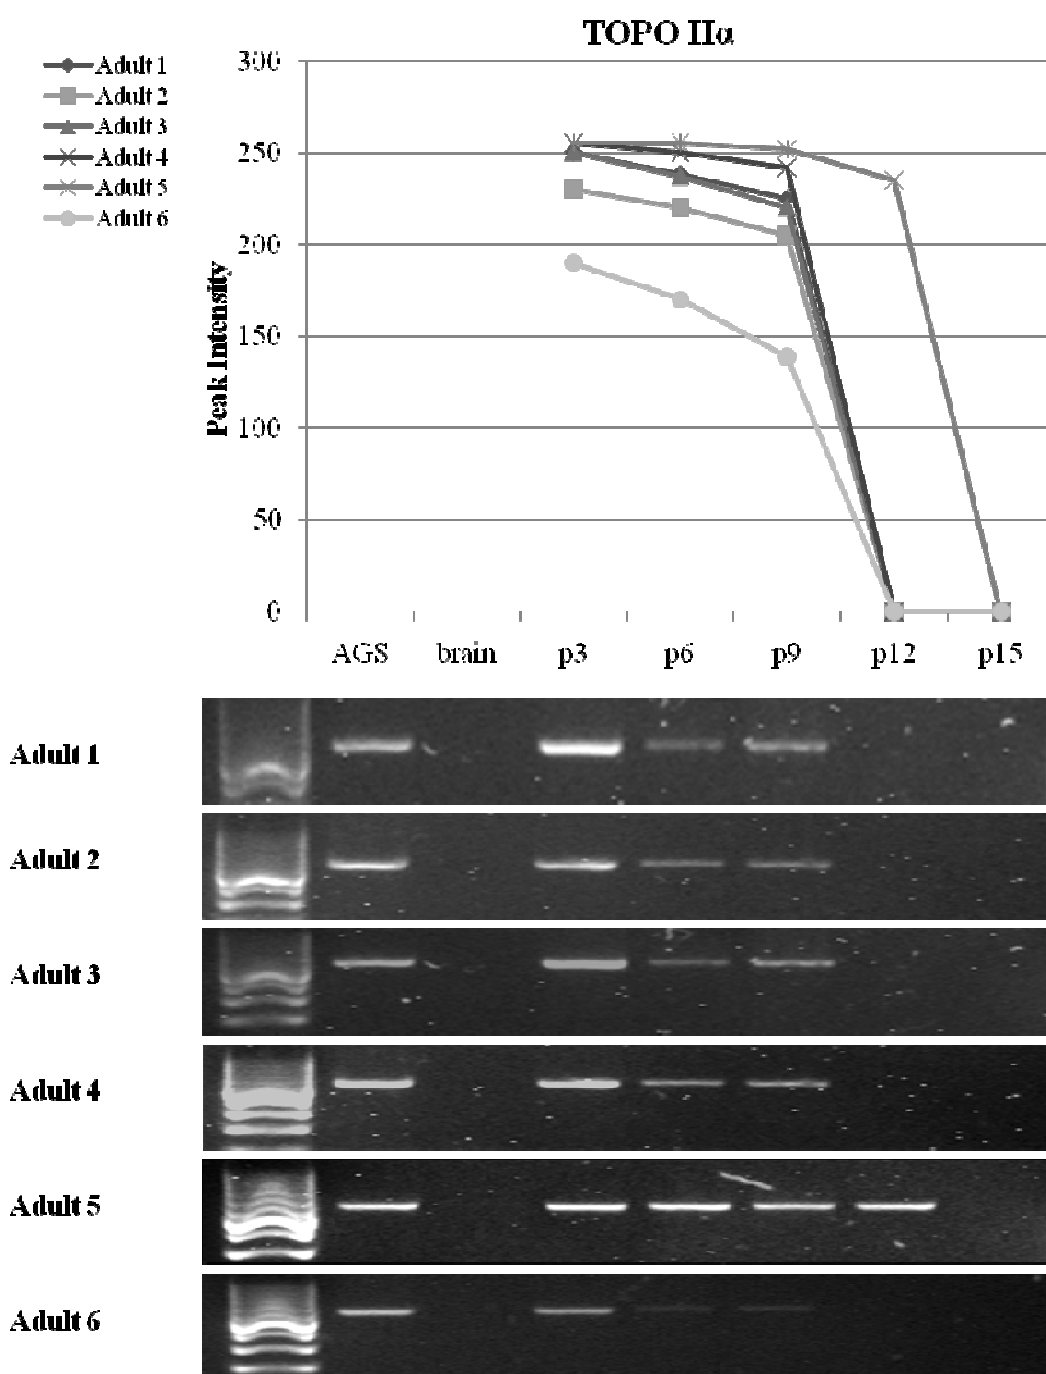 TOPO IIα
Adult 1
Adult 2
Adult 3
Adult 4
Adult 5
Adult 6
Peak Intensity
300
250
200
150
100
50
0
AGS brain p3 p6 p9 p12 p15
Adult 1
Adult 2
Adult 3
Adult 4
Adult 5
Adult 6